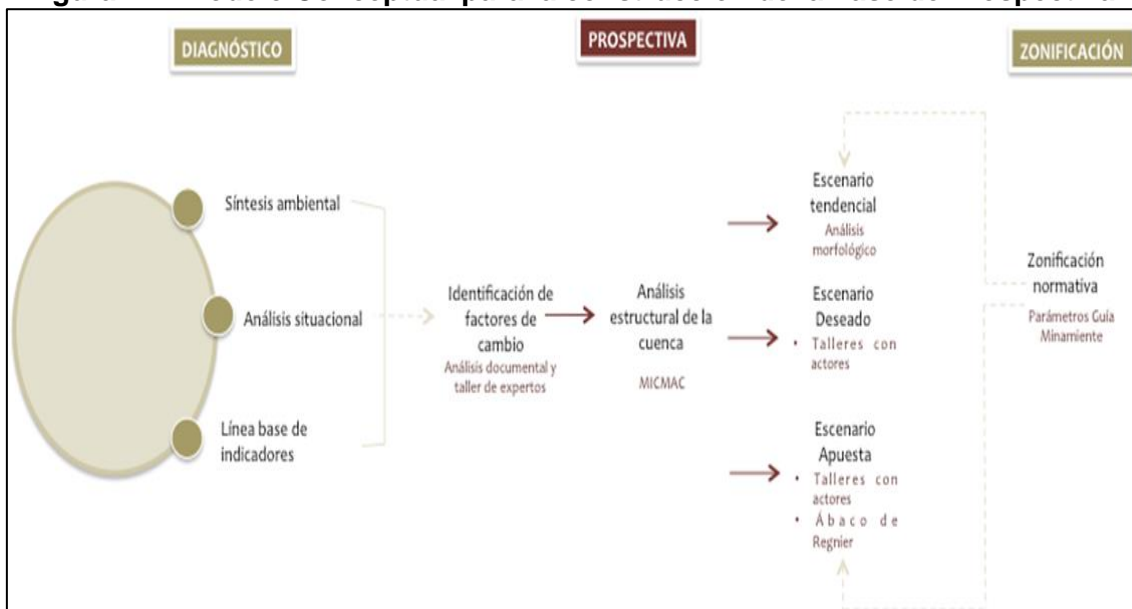 DIAGNÓSTICO
PROSPECTIVA
ZONIFICACIÓN
Síntesis ambiental
Análisis situacional
Línea base de
indicadores
Identificación de
factores de
cambio
Análisis documental y
taller de expertos
Análisis
estructural de la
cuenca
MICMAC
Escenario
tendencial
Análisis
morfológico
Escenario
Deseado
• Talleres con
actores
Escenario
Apuesta
• Talleres con
actores
• Ábaco de
Regnier
Zonificación
normativa
Parámetros Guía
Minamiente